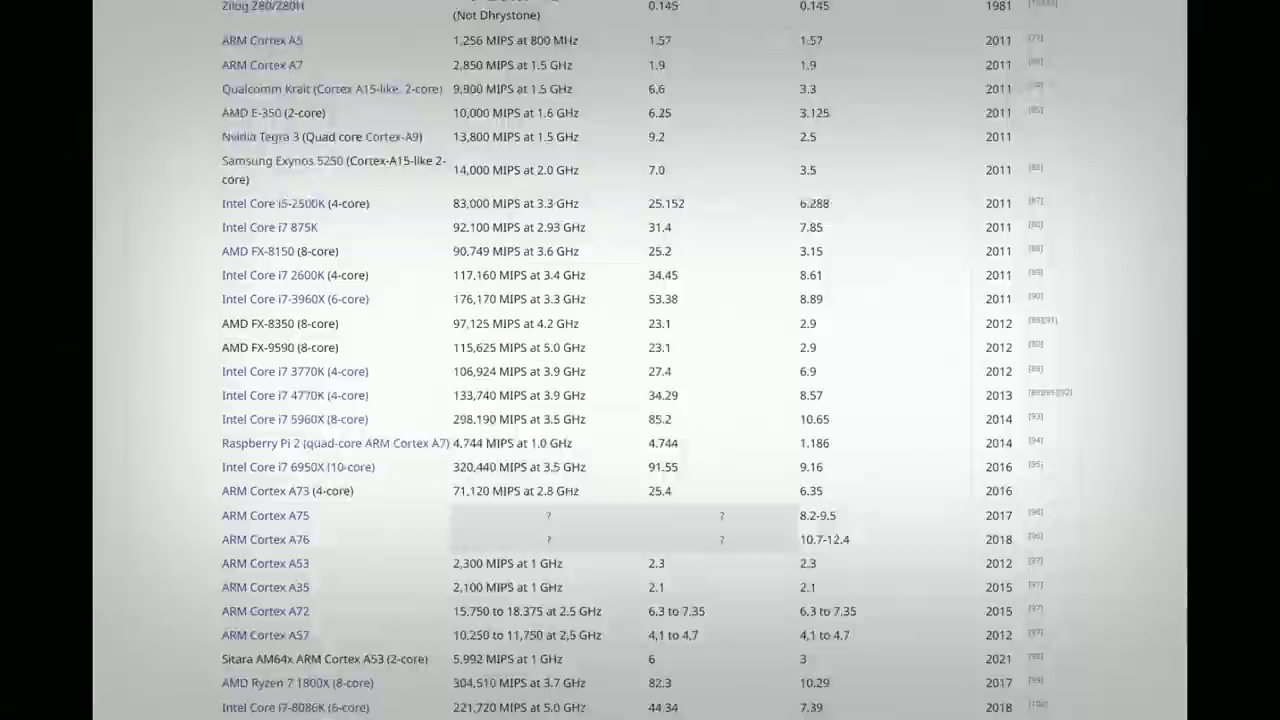 Zilog Z80/Z80H 0.145 0.145 1981
(Not Dhrystone)
ARM Cortex A5 1,256 MIPS at 800 MHz 1.57 1.57 2011
ARM Cortex A7 2,850 MIPS at 1.5 GHz 1.9 1.9 2011
Qualcomm Krait (Cortex A15-like, 2-core) 9,900 MIPS at 1.5 GHz 6.6 3.3 2011
AMD E-350 (2-core) 10,000 MIPS at 1.6 GHz 6.25 3.125 2011
Nvidia Tegra 3 (Quad core Cortex-A9) 13,800 MIPS at 1.5 GHz 9.2 2.5 2011
Samsung Exynos 5250 (Cortex-A15-like 2-
core) 14,000 MIPS at 2.0 GHz 7.0 3.5 2011 [88]
Intel Core i5-2500K (4-core) 83,000 MIPS at 3.3 GHz 25.152 6.288 2011 [87]
Intel Core i7 875K 92,100 MIPS at 2.93 GHz 31.4 7.85 2011 [80]
AMD FX-8150 (8-core) 90,749 MIPS at 3.6 GHz 25.2 3.15 2011 [88]
Intel Core i7 2600K (4-core) 117,160 MIPS at 3.4 GHz 34.45 8.61 2011 [89]
Intel Core i7-3960X (6-core) 176,170 MIPS at 3.3 GHz 53.38 8.89 2011 [90]
AMD FX-8350 (8-core) 97,125 MIPS at 4.2 GHz 23.1 2.9 2012 [88][91]
AMD FX-9590 (8-core) 115,625 MIPS at 5.0 GHz 23.1 2.9 2012 [80]
Intel Core i7 3770K (4-core) 106,924 MIPS at 3.9 GHz 27.4 6.9 2012 [88]
Intel Core i7 4770K (4-core) 133,740 MIPS at 3.9 GHz 34.29 8.57 2013
Intel Core i7 5960X (8-core) 298,190 MIPS at 3.5 GHz 85.2 10.65 2014 [93]
Raspberry Pi 2 (quad-core ARM Cortex A7) 4,744 MIPS at 1.0 GHz 4.744 1.186 2014 [94]
Intel Core i7 6950X (10-core) 320,440 MIPS at 3.5 GHz 91.55 9.16 2016 [95]
ARM Cortex A73 (4-core) 71,120 MIPS at 2.8 GHz 25.4 6.35 2016
ARM Cortex A75 ? ? 8.2-9.5 2017 [96]
ARM Cortex A76 ? ? 10.7-12.4 2018 [96]
ARM Cortex A53 2,300 MIPS at 1 GHz 2.3 2.3 2012 [97]
ARM Cortex A35 2,100 MIPS at 1 GHz 2.1 2.1 2015 [97]
ARM Cortex A72 15,750 to 18,375 at 2.5 GHz 6.3 to 7.35 6.3 to 7.35 2015 [97]
ARM Cortex A57 10,250 to 11,750 at 2.5 GHz 4.1 to 4.7 4.1 to 4.7 2012 [97]
Sitara AM64x ARM Cortex A53 (2-core) 5,992 MIPS at 1 GHz 6 3 2021 [98]
AMD Ryzen 7 1800X (8-core) 304,510 MIPS at 3.7 GHz 82.3 10.29 2017 [99]
Intel Core i7-8086K (6-core) 221,720 MIPS at 5.0 GHz 44.34 7.39 2018 [100]